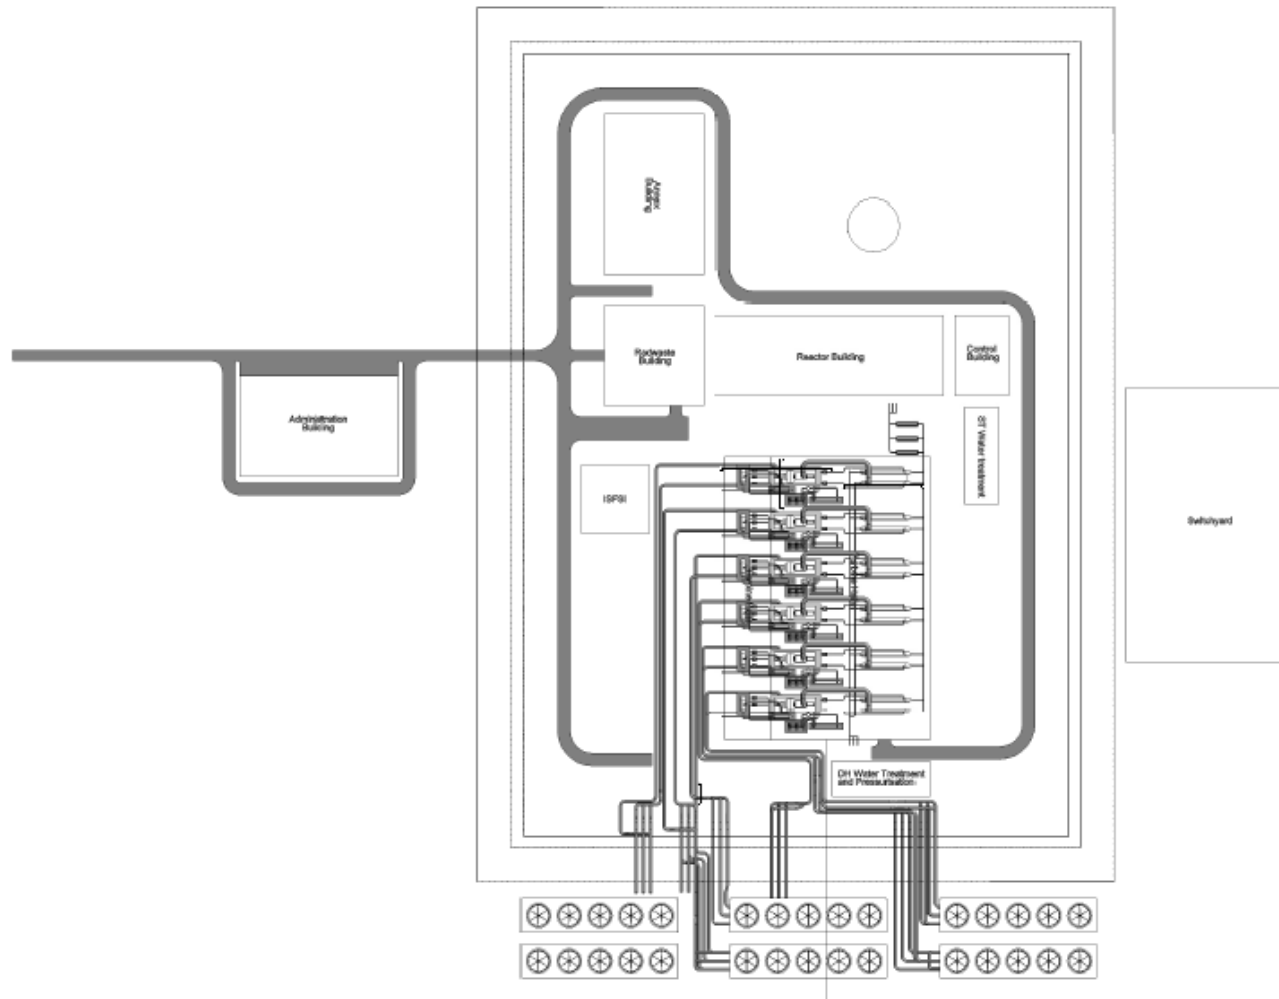 Annex
Building
Radwaste
Building
Reactor Building
Control
Building
Administration
Building
ST Water treatment
ISFSI
Switchyard
DH Water Treatment
and Pressurisation